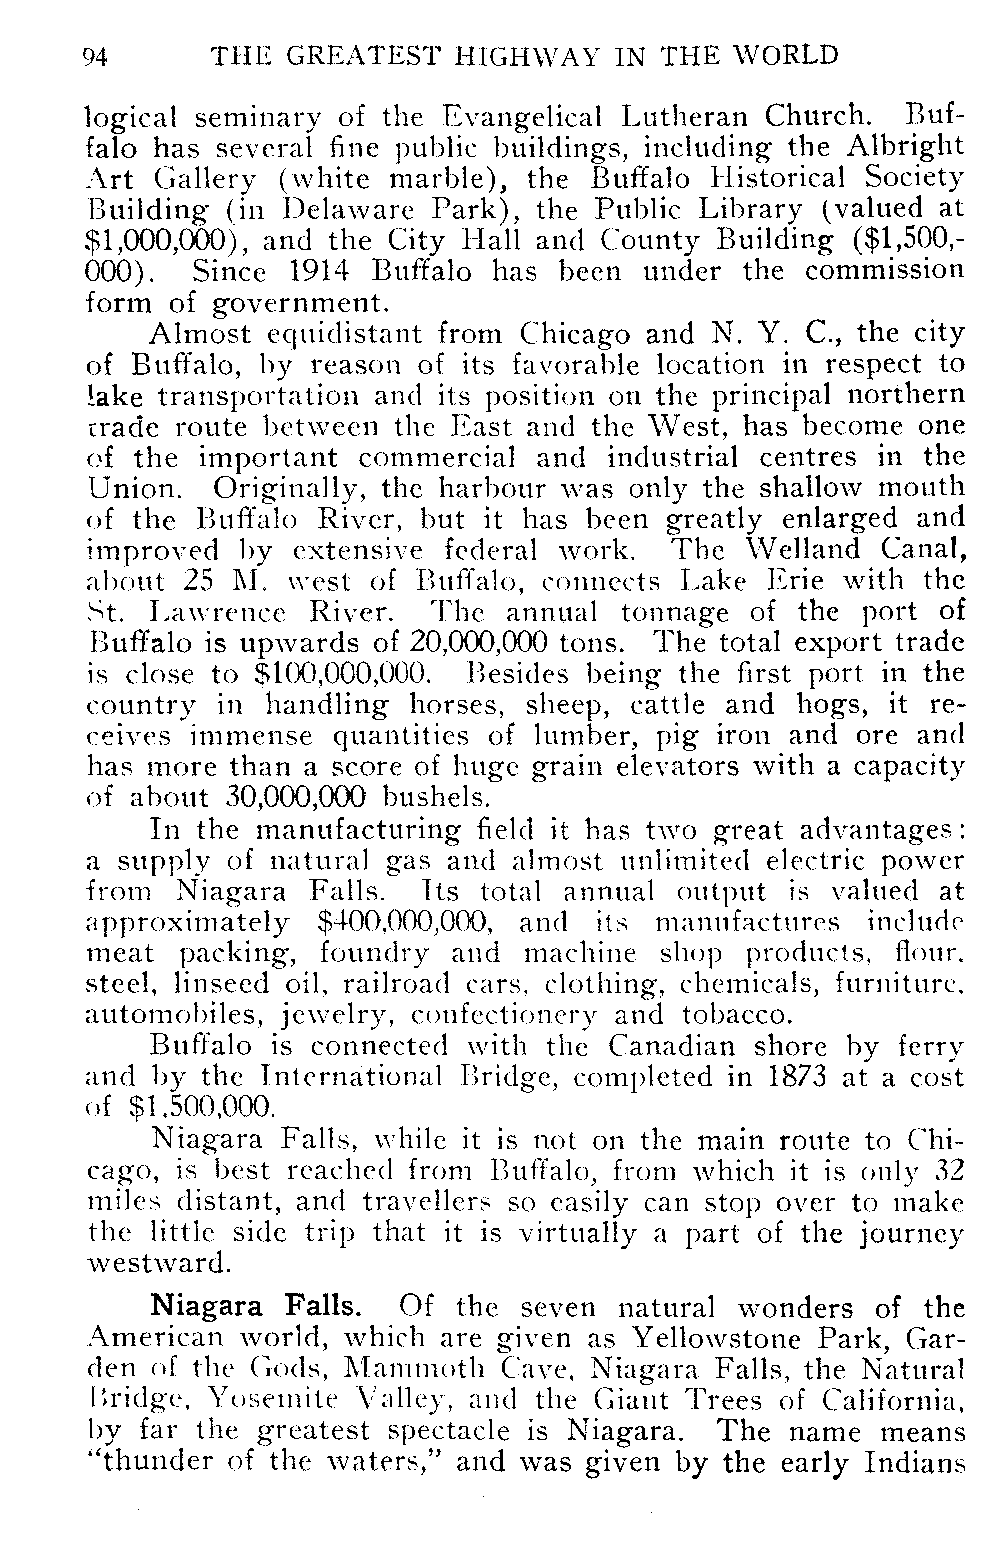 94 THE GREATEST HIGHWAY IN THE WORLD
logical seminary of the Evangelical Lutheran Church. Buf-
falo has several fine public buildings, including the Albright
Art Gallery (white marble), the Buffalo Historical Society
Building (in Delaware Park), the Public Library (valued at
$1,000,000), and the City Hall and County Building ($1,500,-
000). Since 1914 Buffalo has been under the commission
form of government.
Almost equidistant from Chicago and N. Y. C., the city
of Buffalo, by reason of its favorable location in respect to
lake transportation and its position on the principal northern
trade route between the East and the West, has become one
of the important commercial and industrial centres in the
Union. Originally, the harbour was only the shallow mouth
of the Buffalo River, but it has been greatly enlarged and
improved by extensive federal work. The Welland Canal,
about 25 M. west of Buffalo, connects Lake Erie with the
St. Lawrence River. The annual tonnage of the port of
Buffalo is upwards of 20,000,000 tons. The total export trade
is close to $100,000,000. Besides being the first port in the
country in handling horses, sheep, cattle and hogs, it re-
ceives immense quantities of lumber, pig iron and ore and
has more than a score of huge grain elevators with a capacity
of about 30,000,000 bushels.
In the manufacturing field it has two great advantages:
a supply of natural gas and almost unlimited electric power
from Niagara Falls. Its total annual output is valued at
approximately $400,000,000, and its manufactures include
meat packing, foundry and machine shop products, flour,
steel, linseed oil, railroad cars, clothing, chemicals, furniture,
automobiles, jewelry, confectionery and tobacco.
Buffalo is connected with the Canadian shore by ferry
and by the International Bridge, completed in 1873 at a cost
of $1,500,000.
Niagara Falls, while it is not on the main route to Chi-
cago, is best reached from Buffalo, from which it is only 32
miles distant, and travellers so easily can stop over to make
the little side trip that it is virtually a part of the journey
westward.
Niagara Falls. Of the seven natural wonders of the
American world, which are given as Yellowstone Park, Gar-
den of the Gods, Mammoth Cave, Niagara Falls, the Natural
Bridge, Yosemite Valley, and the Giant Trees of California,
by far the greatest spectacle is Niagara. The name means
"thunder of the waters," and was given by the early Indians